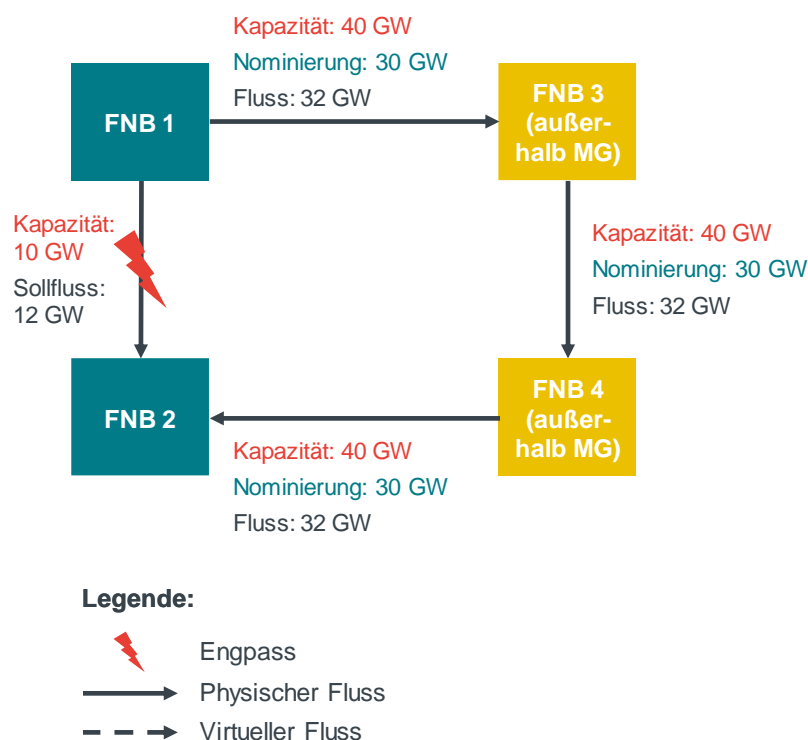 Kapazität: 40 GW
Nominierung: 30 GW
Fluss: 32 GW
FNB 1
FNB 3
(außer-
halb MG)
Kapazität:
10 GW
Sollfluss:
12 GW
Kapazität: 40 GW
Nominierung: 30 GW
Fluss: 32 GW
FNB 2
FNB 4
(außer-
halb MG)
Kapazität: 40 GW
Nominierung: 30 GW
Fluss: 32 GW
Legende:
Engpass
Physischer Fluss
Virtueller Fluss